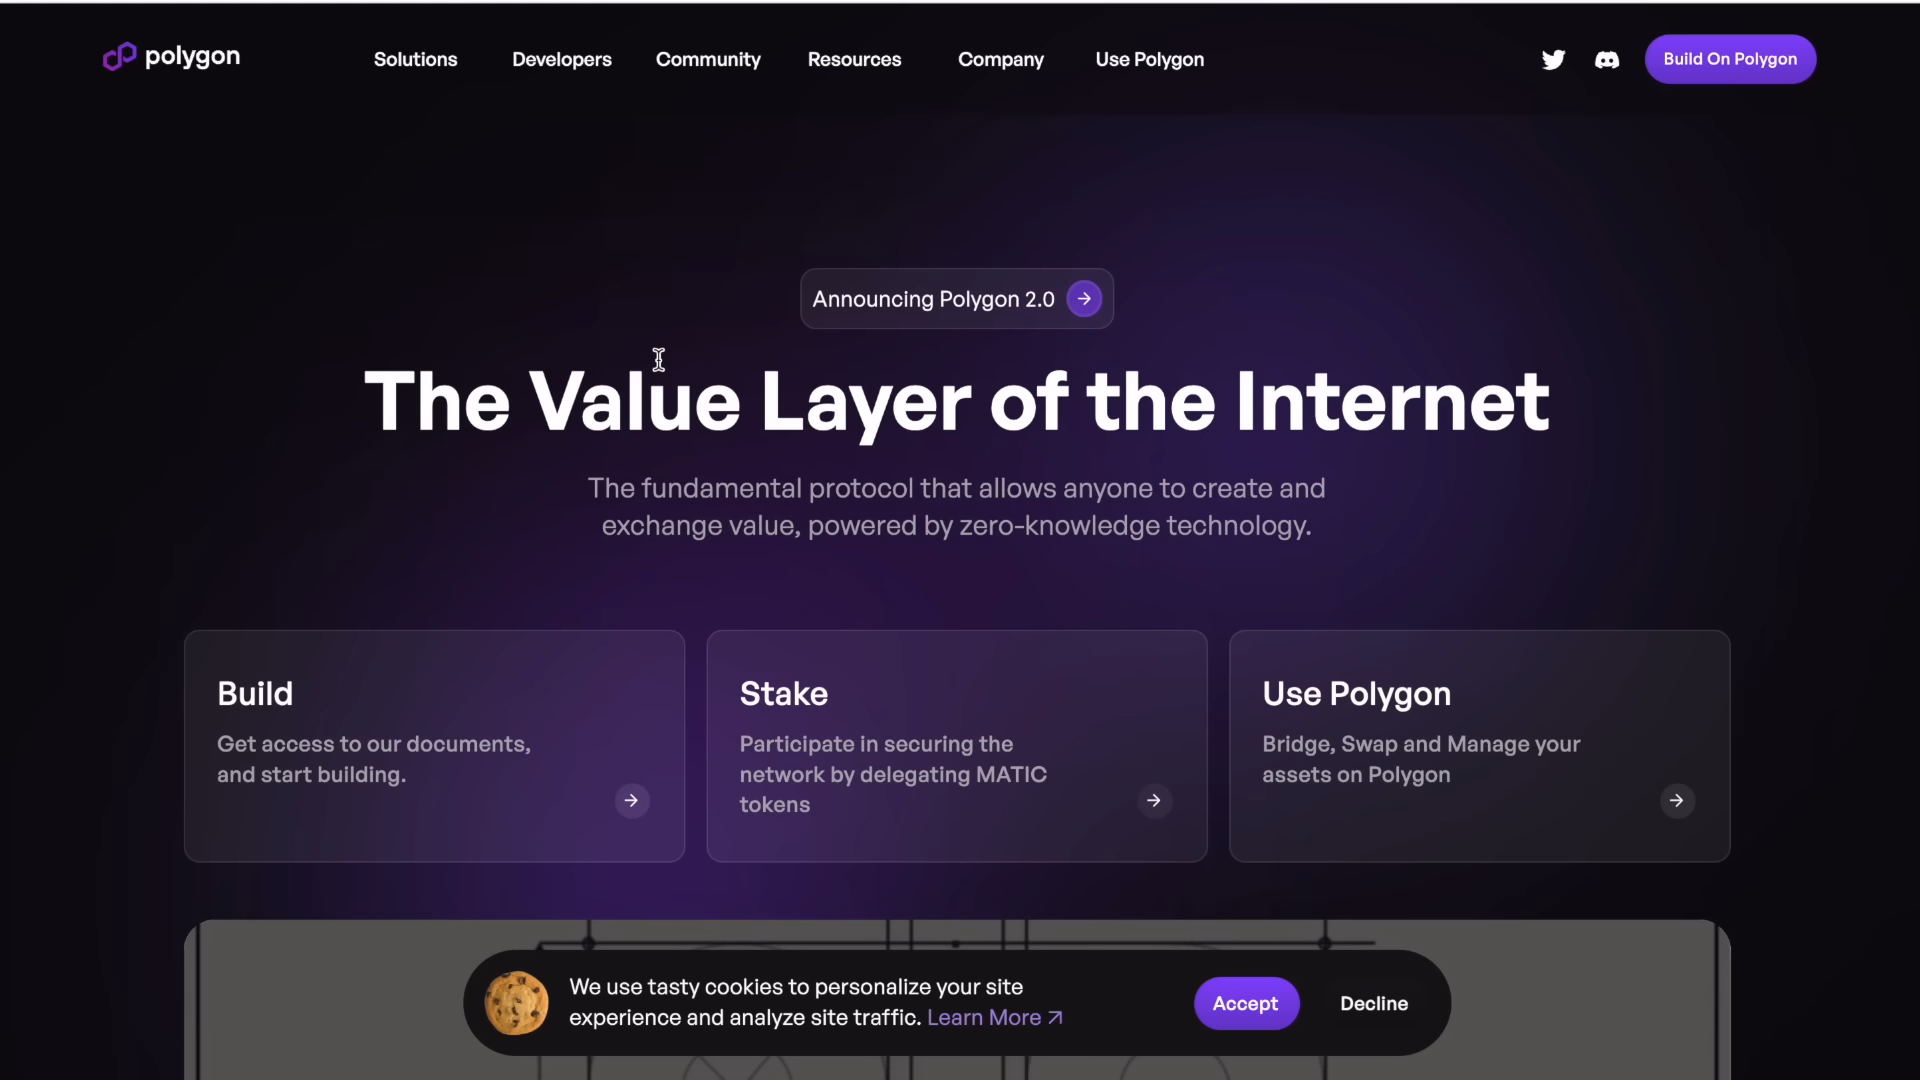 polygon
Solutions
Developers
Community
Resources
Company
Use Polygon
Build On Polygon
Announcing Polygon 2.0
The Value Layer of the Internet
The fundamental protocol that allows anyone to create and
exchange value, powered by zero-knowledge technology.
Build
Get access to our documents,
and start building.
Stake
Participate in securing the
network by delegating MATIC
tokens
Use Polygon
Bridge, Swap and Manage your
assets on Polygon
We use tasty cookies to personalize your site
experience and analyze site traffic. Learn More
Accept
Decline